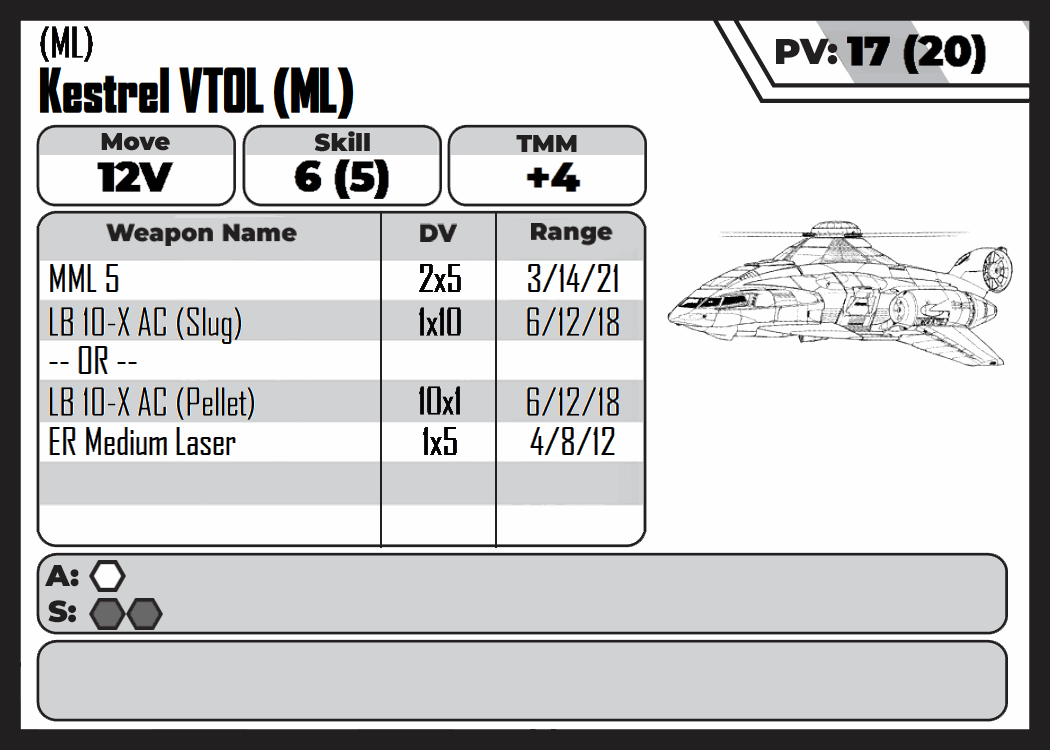 (ML)
Kestrel VTOL (ML)
PV: 17 (20)
Move Skill TMM
12V 6 (5) +4
Weapon Name DV Range
MML 5 2x5 3/14/21
LB 10-X AC (Slug) 1x10 6/12/18
-- OR --
LB 10-X AC (Pellet) 10x1 6/12/18
ER Medium Laser 1x5 4/8/12
A:
S: